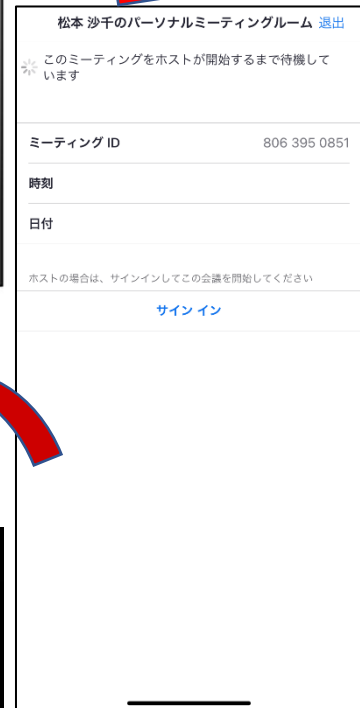 松本 沙千のパーソナルミーティングルーム 退出
このミーティングをホストが開始するまで待機して
います
ミーティング ID 806 395 0851
時刻
日付
ホストの場合は、サインインしてこの会議を開始してください
サイン イン